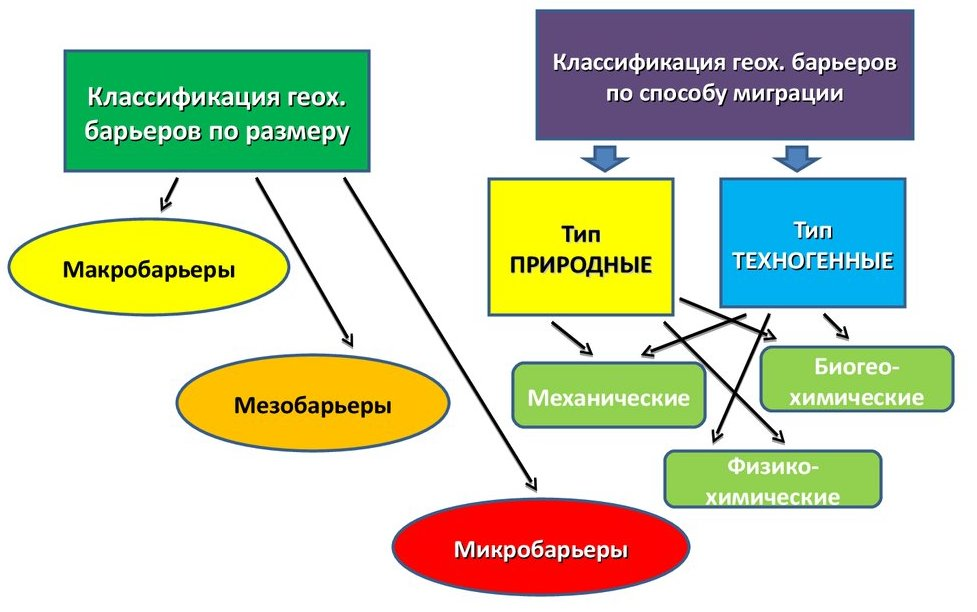 Классификация геох.
барьеров по размеру
Классификация геох. барьеров
по способу миграции
Тип
ПРИРОДНЫЕ
Тип
ТЕХНОГЕННЫЕ
Макробарьеры
Мезобарьеры
Микробарьеры
Механические
Биогео-
химические
Физико-
химические